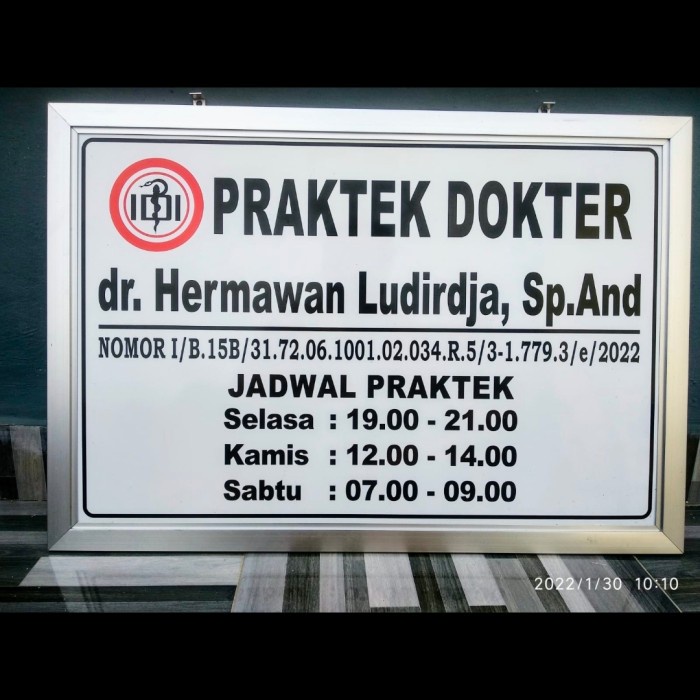 IDI
PRAKTEK DOKTER
dr. Hermawan Ludirdja, Sp.And
NOMOR I/B.15B/31.72.06.1001.02.034.R.5/3-1.779.3/e/2022
JADWAL PRAKTEK
Selasa : 19.00 - 21.00
Kamis : 12.00 - 14.00
Sabtu : 07.00 - 09.00
2022/1/30 10:10